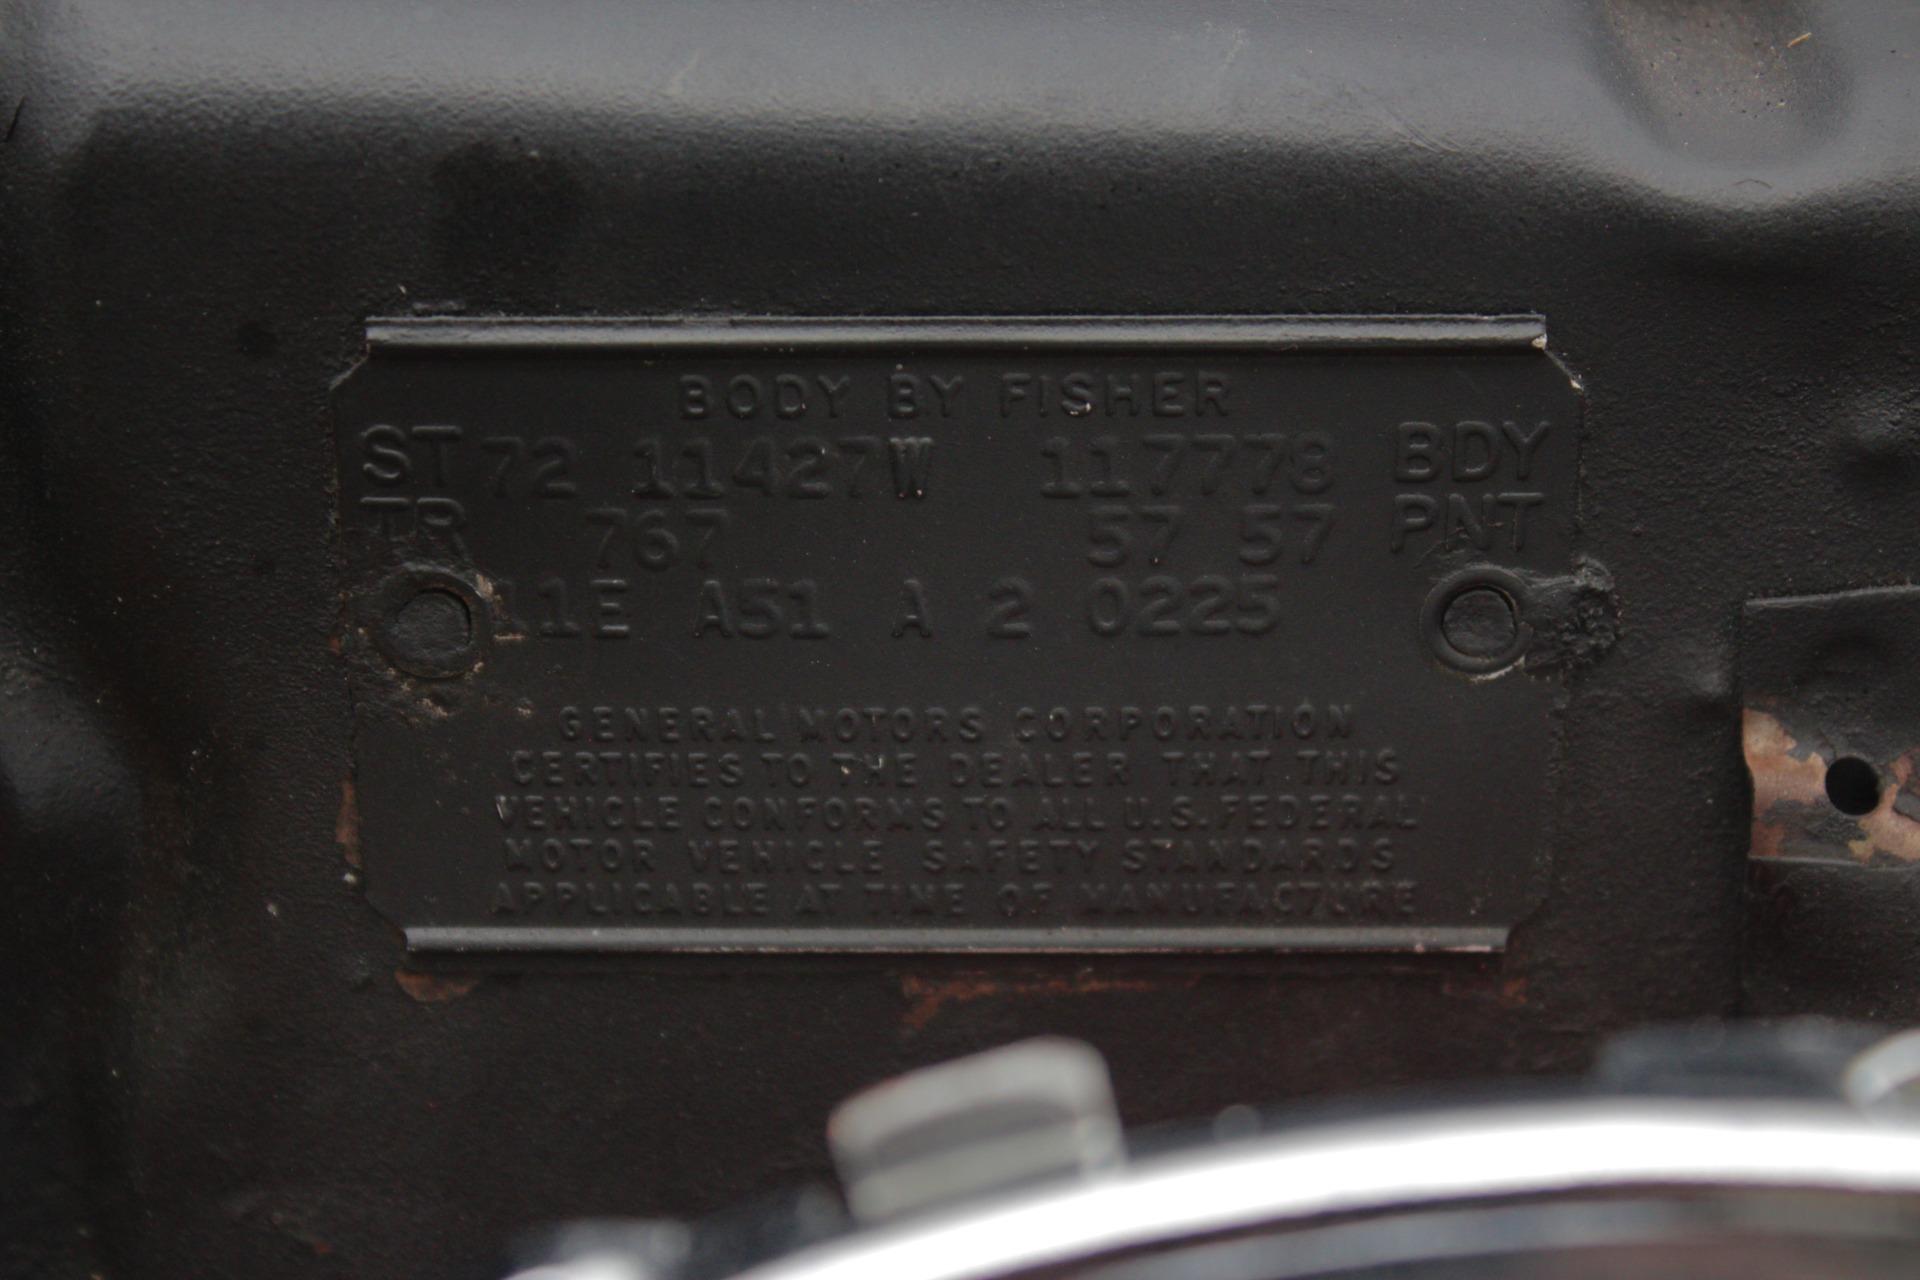 BODY BY FISHER
ST 72 11427W 117778 BDY
TR 767 57 57 PNT
11E A51 A 2 0225
GENERAL MOTORS CORPORATION
CERTIFIES TO THE DEALER THAT THIS
VEHICLE CONFORMS TO ALL U.S. FEDERAL
MOTOR VEHICLE SAFETY STANDARDS
APPLICABLE AT TIME OF MANUFACTURE